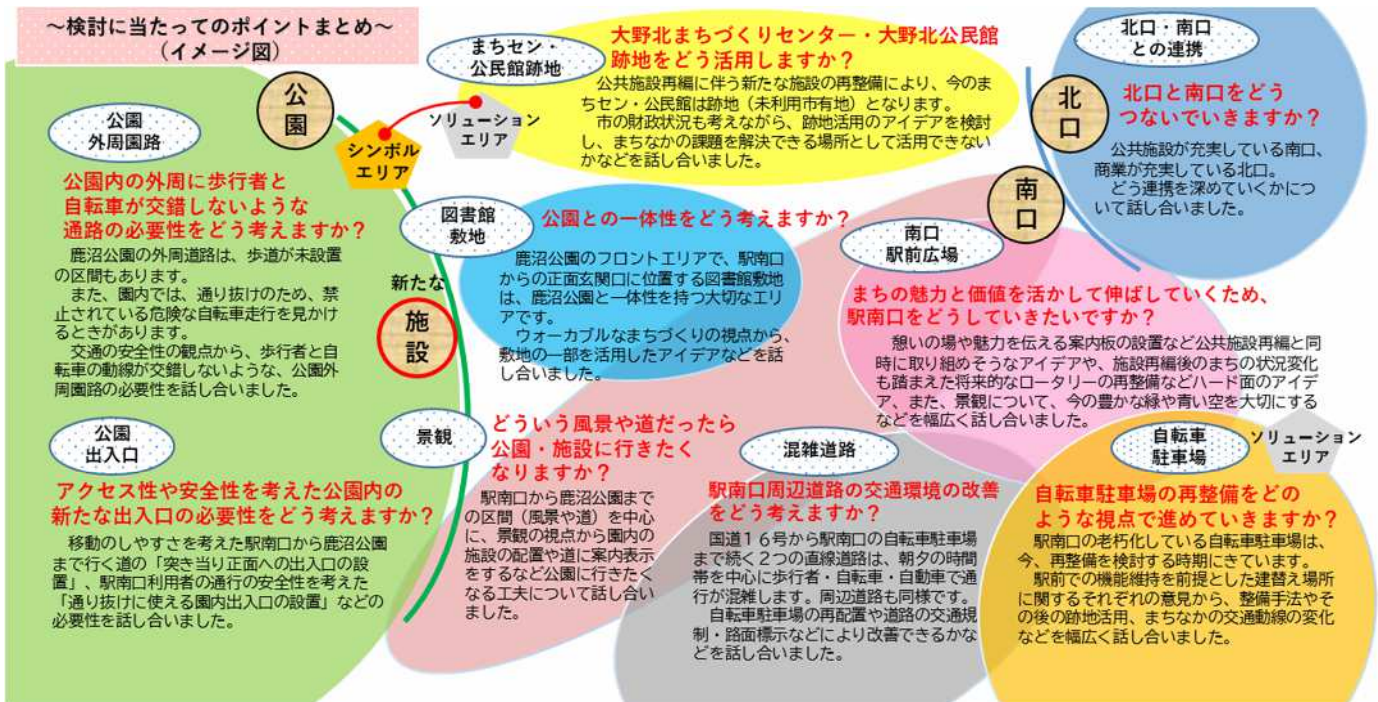 ～検討に当たってのポイントまとめ～
（イメージ図）
公園
公園
外周園路
公園内の外周に歩行者と
自転車が交錯しないような
通路の必要性をどう考えますか？
鹿沼公園の外周道路は、歩道が未設置
の区間もあります。
また、園内では、通り抜けのため、禁
止されている危険な自転車走行を見かけ
るときがあります。
交通の安全性の観点から、歩行者と自
転車の動線が交錯しないような、公園外
周園路の必要性を話し合いました。
公園
出入口
アクセス性や安全性を考えた公園内の
新たな出入口の必要性をどう考えますか？
移動のしやすさを考えた駅南口から鹿沼公園
まで行く道の「突き当り正面への出入口の設
置」、駅南口利用者の通行の安全性を考えた
「通り抜けに使える園内出入口の設置」などの
必要性を話し合いました。
シンボル
エリア
新たな
施設
まちセン・
公民館跡地
ソリューション
エリア
大野北まちづくりセンター・大野北公民館
跡地をどう活用しますか？
公共施設再編に伴う新たな施設の再整備により、今のま
ちセン・公民館は跡地（未利用市有地）となります。
市の財政状況も考えながら、跡地活用のアイデアを検討
し、まちなかの課題を解決できる場所として活用できない
かなどを話し合いました。
図書館
敷地
公園との一体性をどう考えますか？
鹿沼公園のフロントエリアで、駅南口
からの正面玄関口に位置する図書館敷地
は、鹿沼公園と一体性を持つ大切なエリ
アです。
ウォーカブルなまちづくりの視点から、
敷地の一部を活用したアイデアなどを話
し合いました。
景観
どういう風景や道だったら
公園・施設に行きたく
なりますか？
駅南口から鹿沼公園まで
の区間（風景や道）を中心
に、景観の視点から園内の
施設の配置や道に案内表示
をするなど公園に行きたく
なる工夫について話し合い
ました。
北口・南口
との連携
北口
北口と南口をどう
つないでいきますか？
公共施設が充実している南口、
商業が充実している北口。
どう連携を深めていくかにつ
いて話し合いました。
南口
南口
駅前広場
まちの魅力と価値を活かして伸ばしていくため、
駅南口をどうしていきたいですか？
憩いの場や魅力を伝える案内板の設置など公共施設再編と同
時に取り組めそうなアイデアや、施設再編後のまちの状況変化
も踏まえた将来的なロータリーの再整備などハード面のアイデ
ア、また、景観について、今の豊かな緑や青い空を大切にする
などを幅広く話し合いました。
混雑道路
駅南口周辺道路の交通環境の改善
をどう考えますか？
国道１６号から駅南口の自転車駐車場
まで続く２つの直線道路は、朝夕の時間
帯を中心に歩行者・自転車・自動車で通
行が混雑します。周辺道路も同様です。
自転車駐車場の再配置や道路の交通規
制・路面標示などにより改善できるかな
どを話し合いました。
自転車
駐車場
ソリューション
エリア
自転車駐車場の再整備をどの
ような視点で進めていきますか？
駅南口の老朽化している自転車駐車場は、
今、再整備を検討する時期にきています。
駅前での機能維持を前提とした建替え場所
に関するそれぞれの意見から、整備手法やそ
の後の跡地活用、まちなかの交通動線の変化
などを幅広く話し合いました。